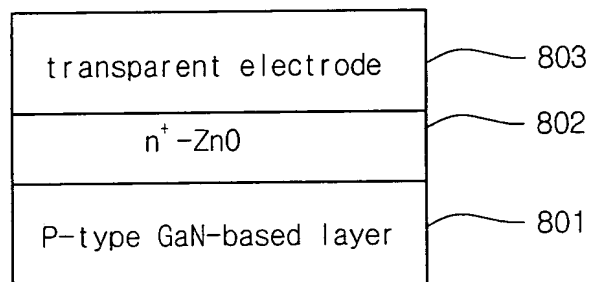 transparent electrode 803
n⁺-ZnO 802
P-type GaN-based layer 801